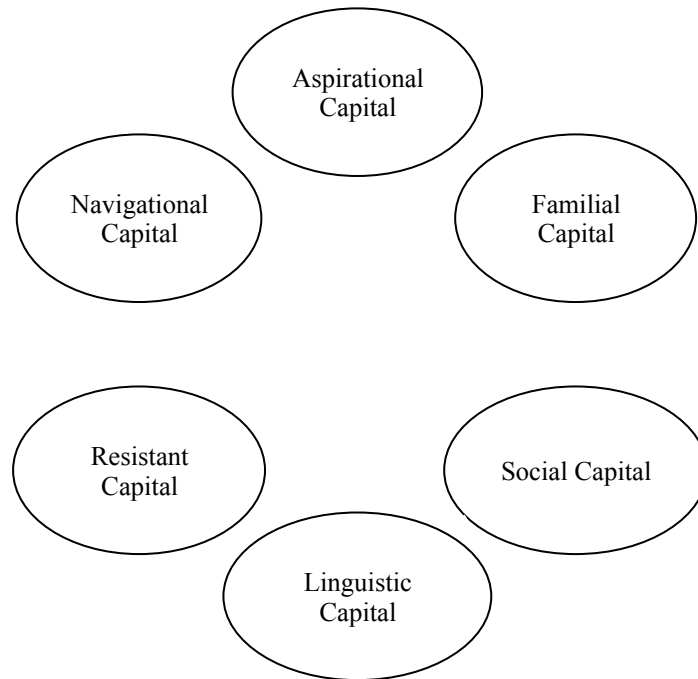 Aspirational
Capital
Navigational
Capital
Familial
Capital
Resistant
Capital
Social Capital
Linguistic
Capital